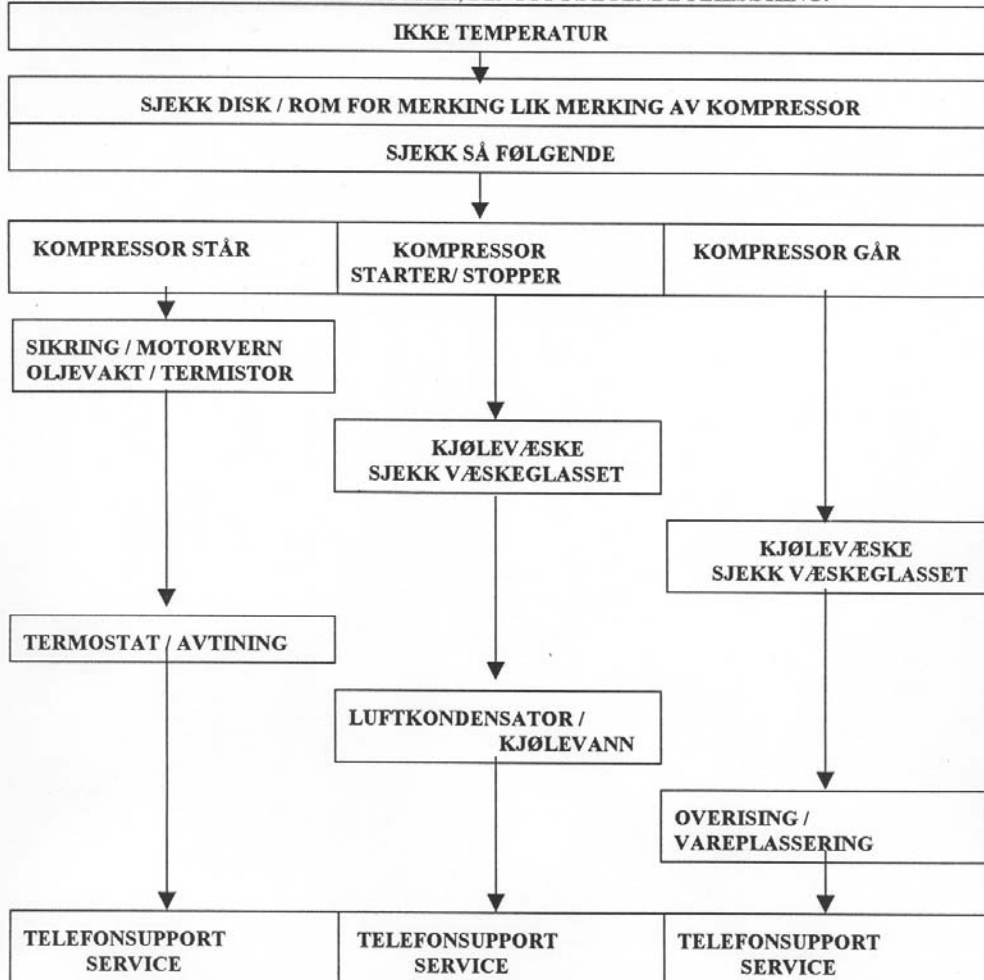 IKKE TEMPERATUR
SJEKK DISK / ROM FOR MERKING LIK MERKING AV KOMPRESSOR
SJEKK SÅ FØLGENDE
KOMPRESSOR STÅR
KOMPRESSOR
STARTER/ STOPPER
KOMPRESSOR GÅR
SIKRING / MOTORVERN
OLJEVAKT / TERMISTOR
KJØLEVÆSKE
SJEKK VÆSKEGLASSET
KJØLEVÆSKE
SJEKK VÆSKEGLASSET
TERMOSTAT / AVTINING
LUFTKONDENSATOR /
KJØLEVANN
OVERISING /
VAREPLASSERING
TELEFONSUPPORT
SERVICE
TELEFONSUPPORT
SERVICE
TELEFONSUPPORT
SERVICE